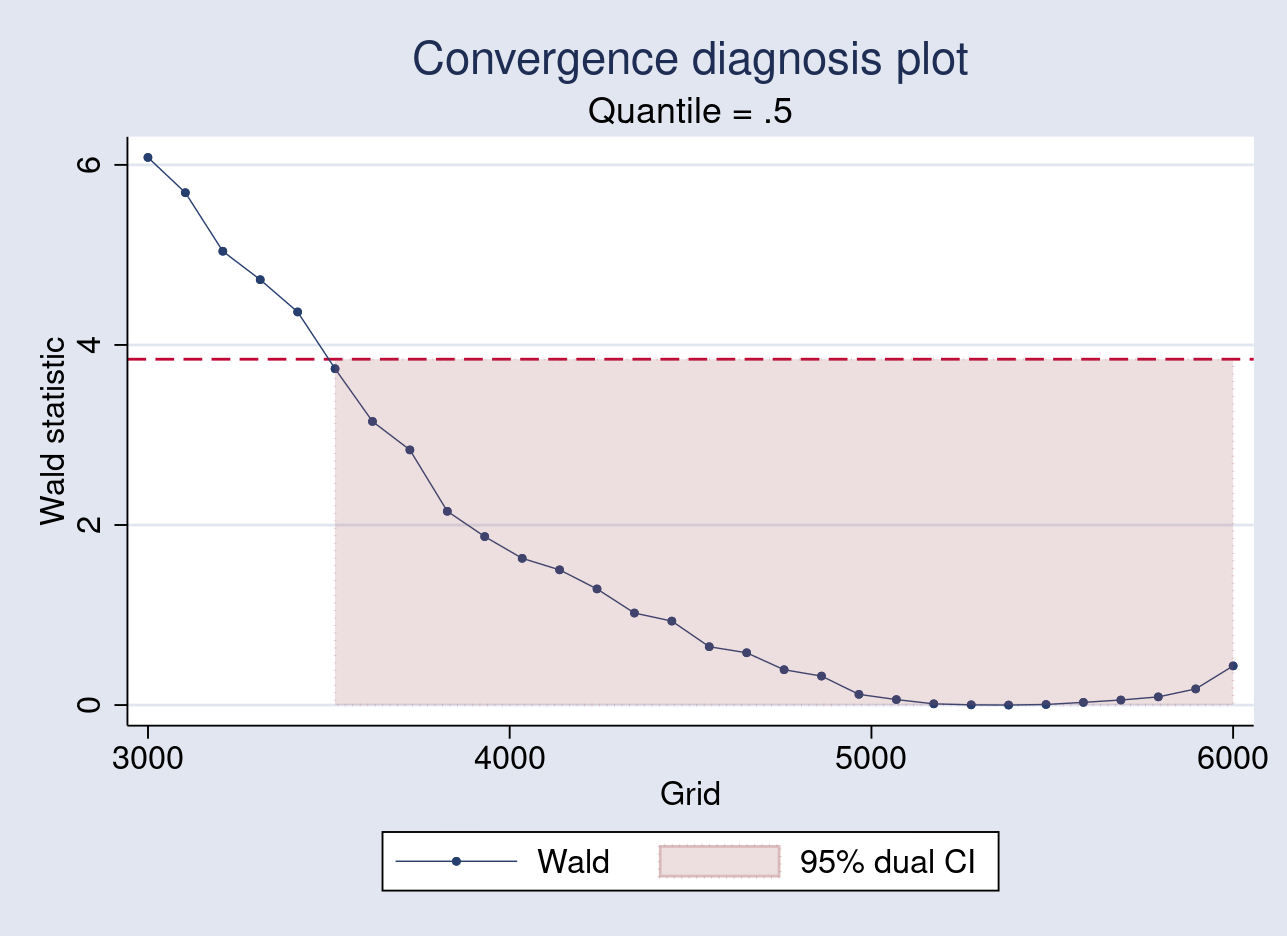 Convergence diagnosis plot
Quantile = .5
Wald statistic
6
4
2
0
3000 4000 5000 6000
Grid
Wald 95% dual CI